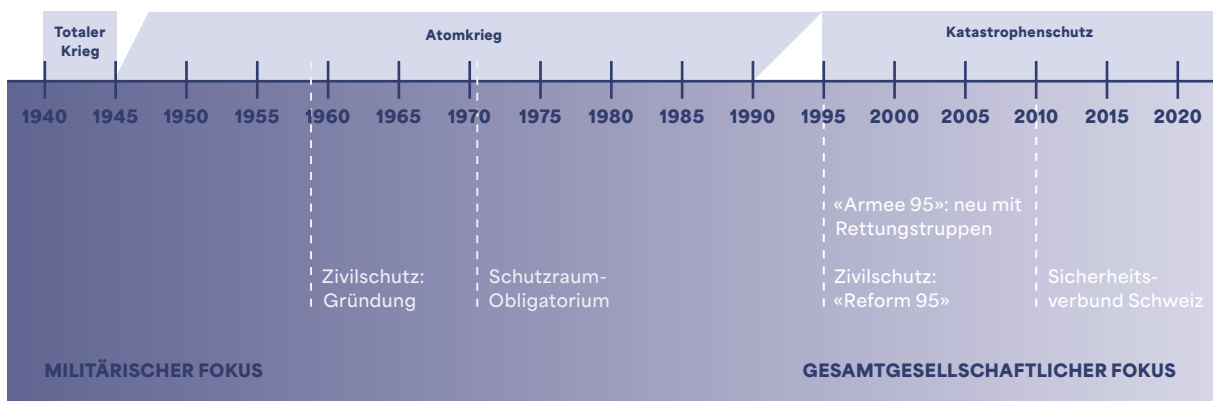 Totaler
Krieg
Atomkrieg
Katastrophenschutz
1940 1945 1950 1955 1960 1965 1970 1975 1980 1985 1990 1995 2000 2005 2010 2015 2020
«Armee 95»: neu mit
Rettungstruppen
Zivilschutz:
Gründung
Schutzraum-
Obligatorium
Zivilschutz:
«Reform 95»
Sicherheits-
verbund Schweiz
MILITÄRISCHER FOKUS
GESAMTGESELLSCHAFTLICHER FOKUS